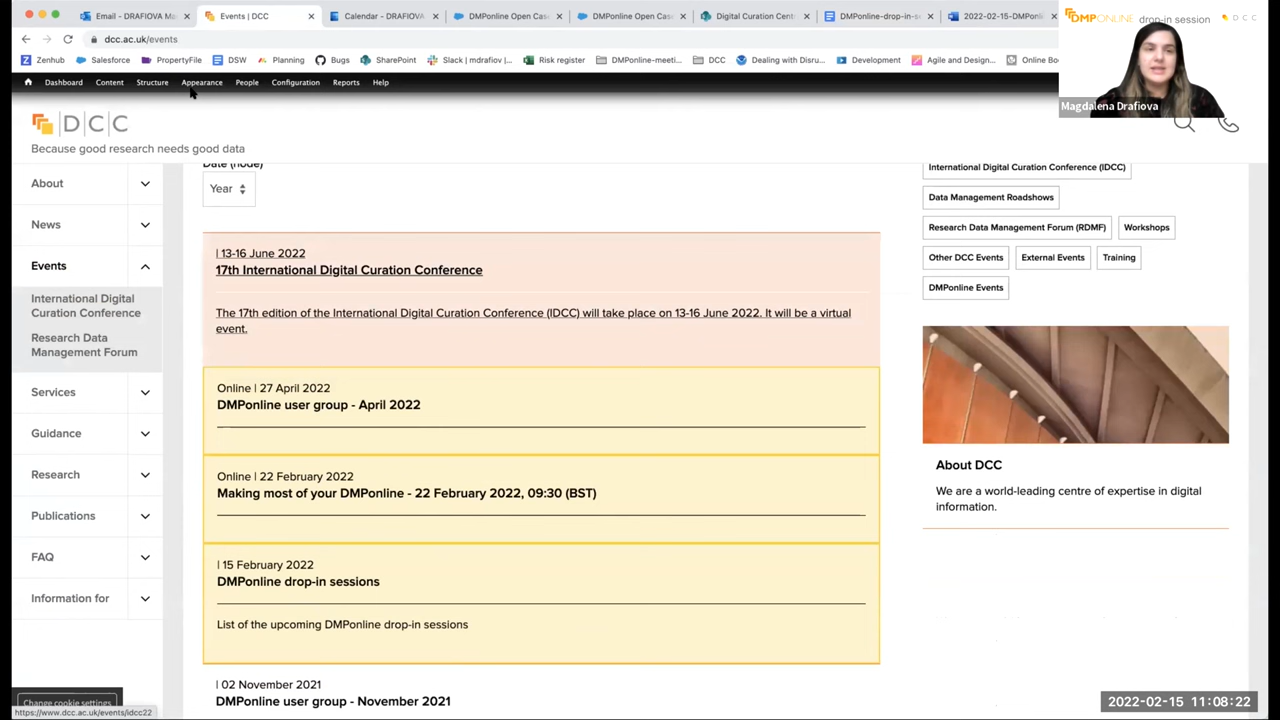 Email - DRAFIOVA Ma
Events | DCC
Calendar - DRAFIOVA
DMPonline Open Cas
DMPonline Open Cas
Digital Curation Cent
DMPonline-drop-in-s
2022-02-15-DMPonli
DMPONLINE drop-in session
DCC
dcc.ac.uk/events
Zenhub
Salesforce
PropertyFile
DSW
Planning
Bugs
SharePoint
Slack | mdrafiov...
Risk register
DMPonline-meeti...
DCC
Dealing with Disru...
Development
Agile and Design...
Online Bo
Dashboard
Content
Structure
Appearance
People
Configuration
Reports
Help
Magdalena Drafiova
D|C|C
Because good research needs good data
About
News
Events
International Digital
Curation Conference
Research Data
Management Forum
Services
Guidance
Research
Publications
FAQ
Information for
Change cookie settings
https://www.dcc.ac.uk/events/idcc22
Date (node)
Year
| 13-16 June 2022
17th International Digital Curation Conference
The 17th edition of the International Digital Curation Conference (IDCC) will take place on 13-16 June 2022. It will be a virtual
event.
Online | 27 April 2022
DMPonline user group - April 2022
Online | 22 February 2022
Making most of your DMPonline - 22 February 2022, 09:30 (BST)
| 15 February 2022
DMPonline drop-in sessions
List of the upcoming DMPonline drop-in sessions
| 02 November 2021
DMPonline user group - November 2021
International Digital Curation Conference (IDCC)
Data Management Roadshows
Research Data Management Forum (RDMF)
Workshops
Other DCC Events
External Events
Training
DMPonline Events
About DCC
We are a world-leading centre of expertise in digital
information.
2022-02-15 11:08:22